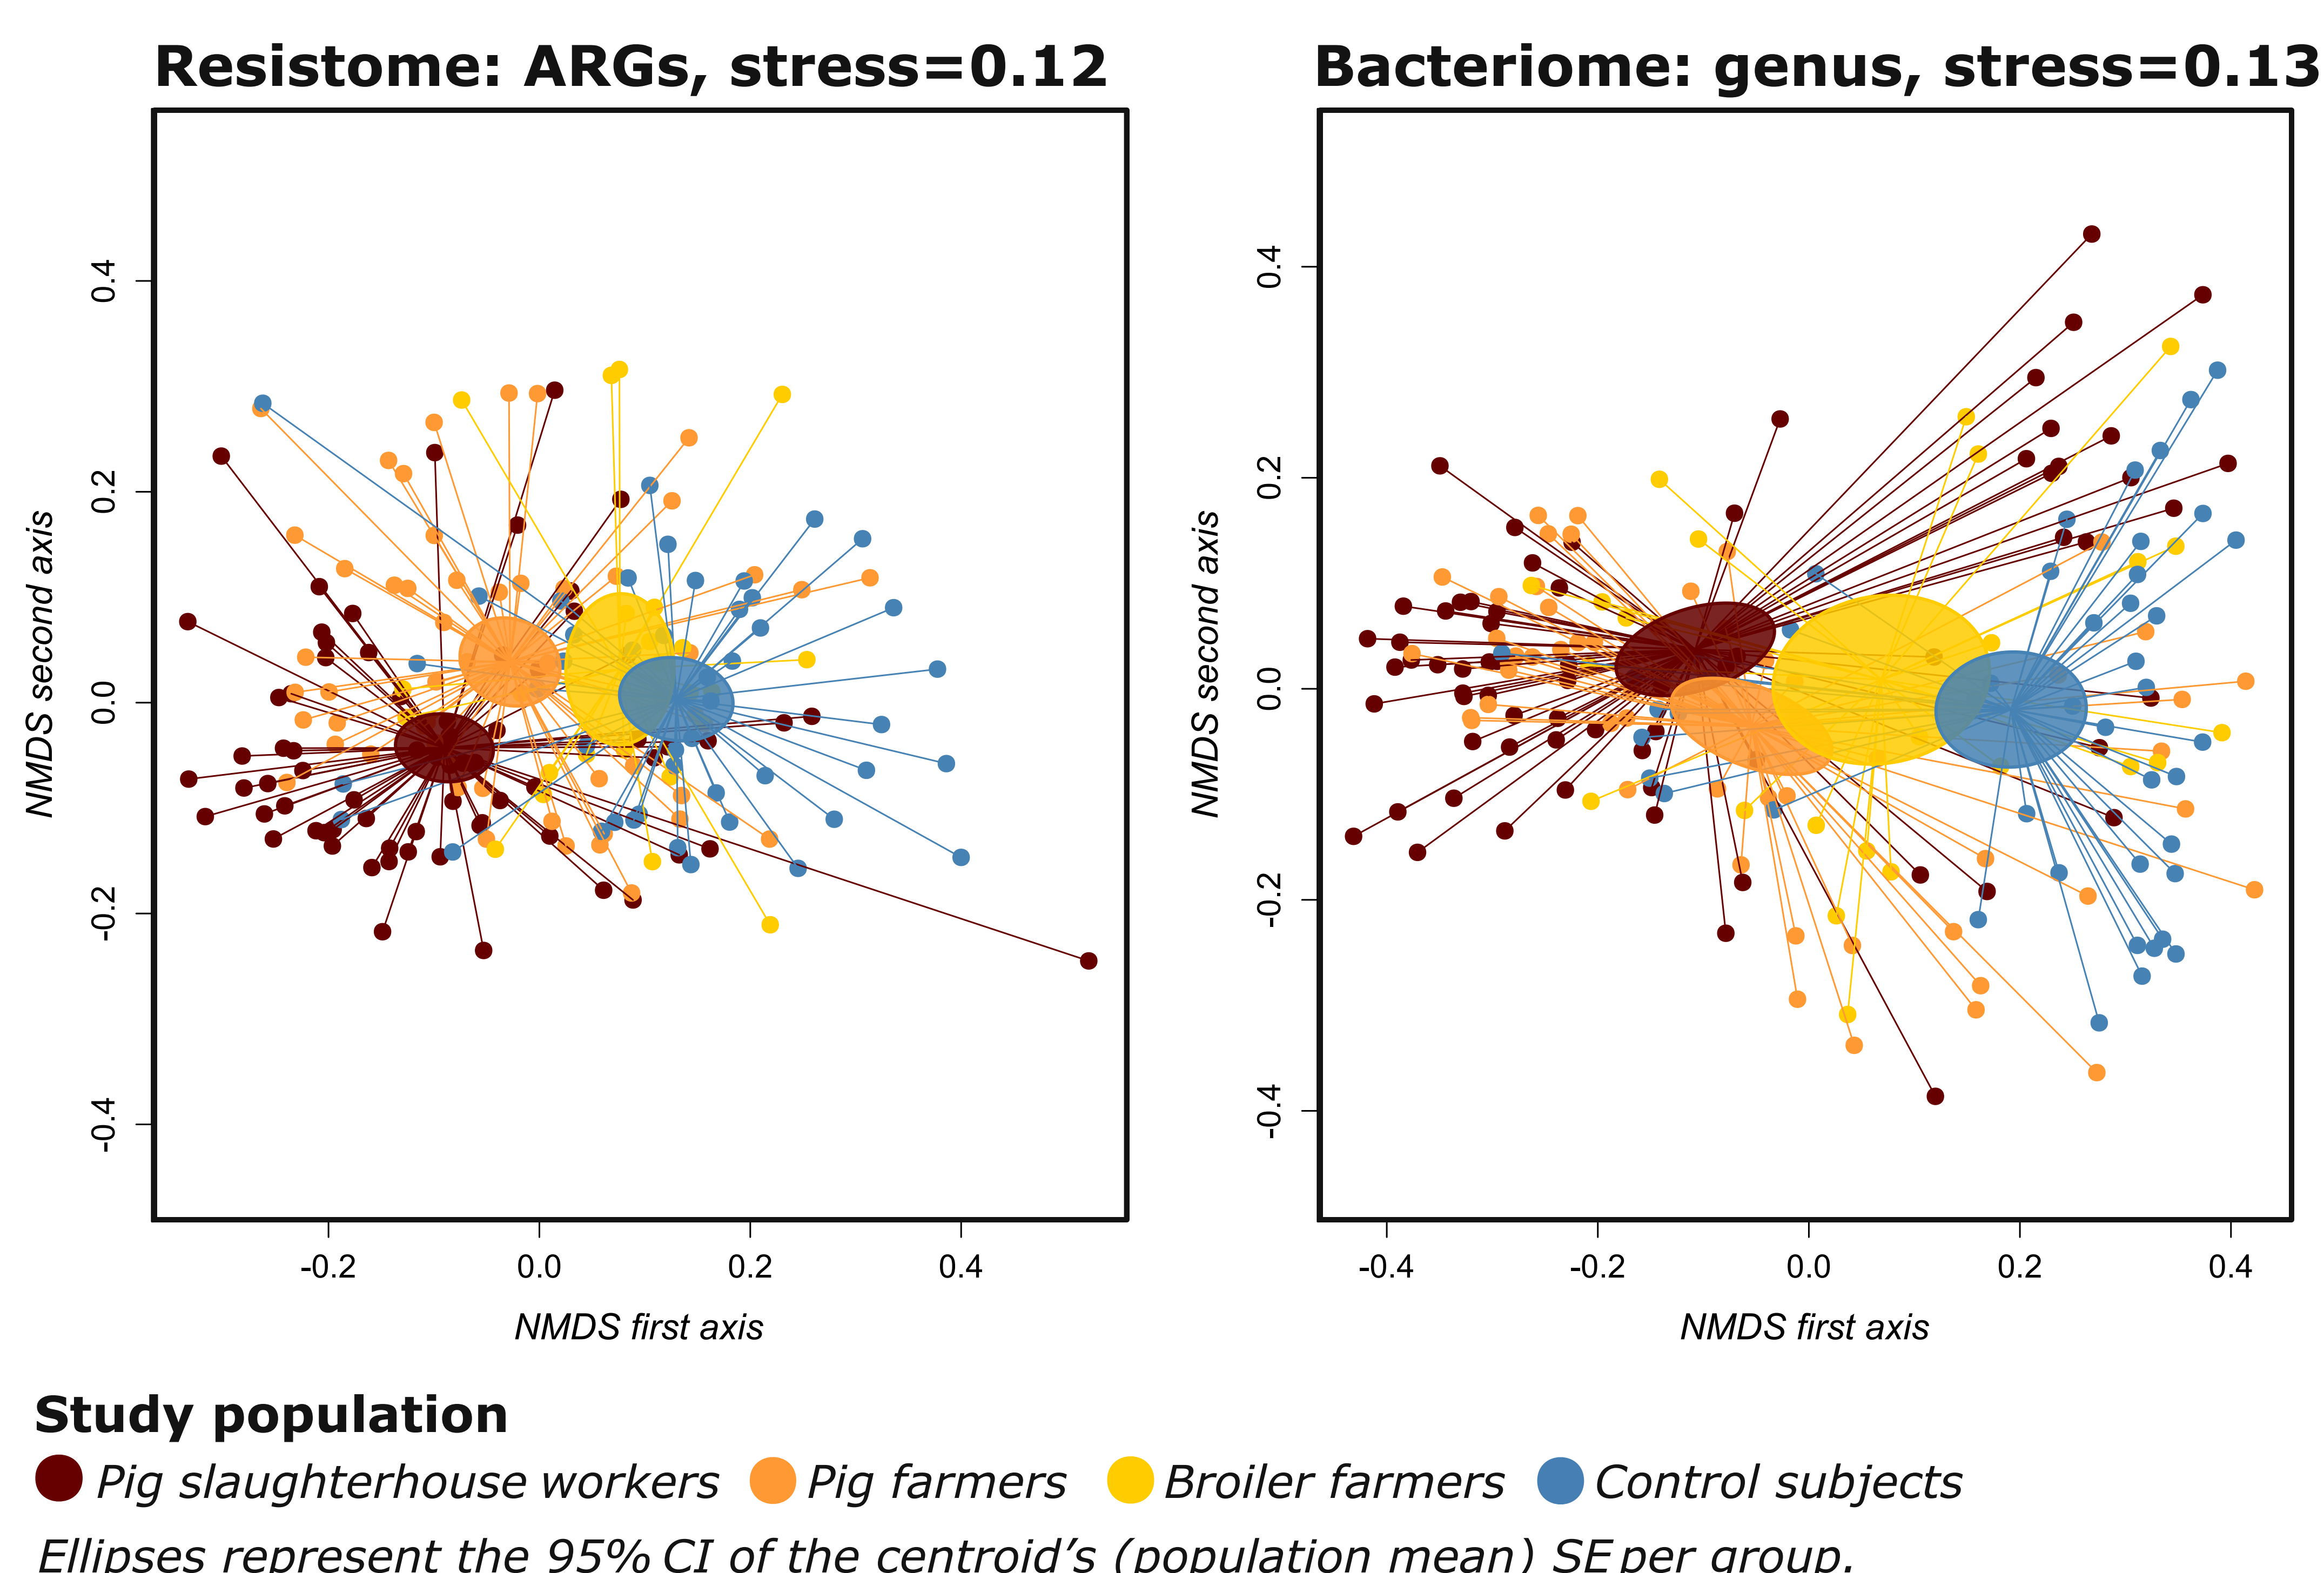 Resistome: ARGs, stress=0.12
NMDS second axis
0.4
0.2
0.0
-0.2
-0.4
-0.2
0.0
0.2
0.4
NMDS first axis
Bacteriome: genus, stress=0.13
NMDS second axis
0.4
0.2
0.0
-0.2
-0.4
-0.4
-0.2
0.0
0.2
0.4
NMDS first axis
Study population
Pig slaughterhouse workers
Pig farmers
Broiler farmers
Control subjects
Ellipses represent the 95% CI of the centroid’s (population mean) SE per group.